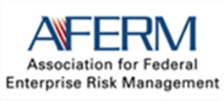 AFERM
Association for Federal
Enterprise Risk Management